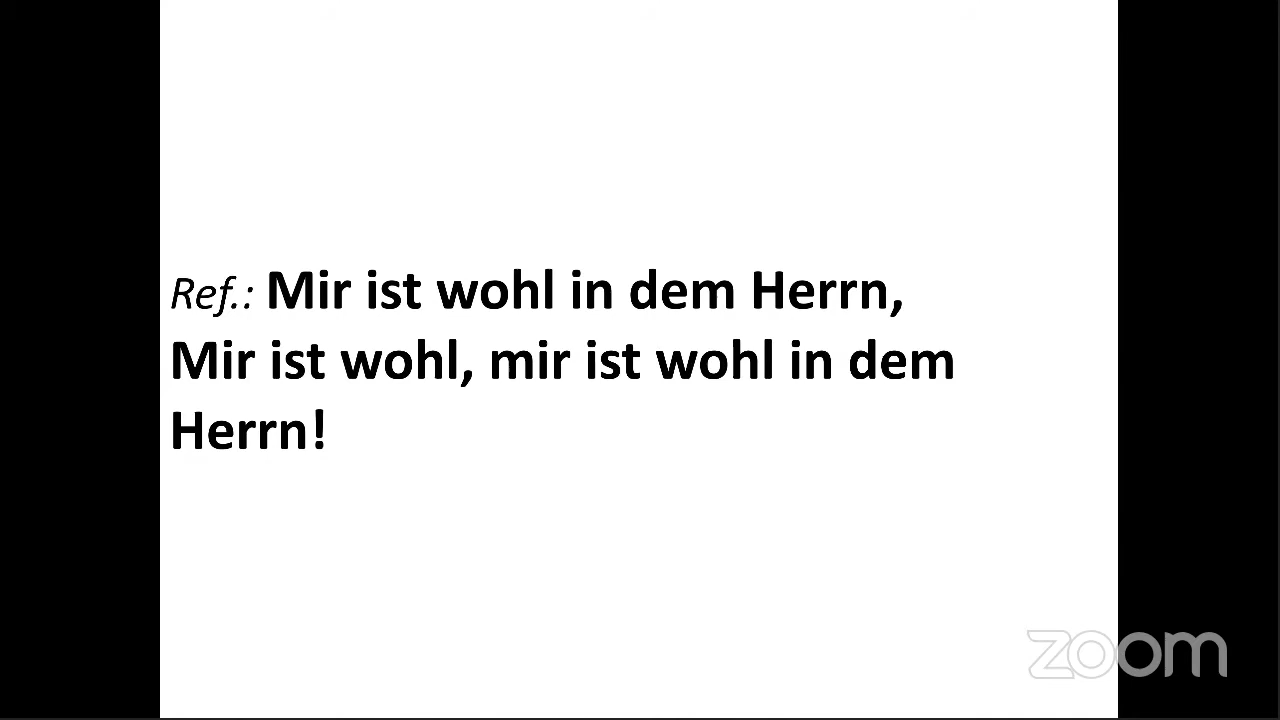 Ref.: Mir ist wohl in dem Herrn,
Mir ist wohl, mir ist wohl in dem
Herrn!
zoom